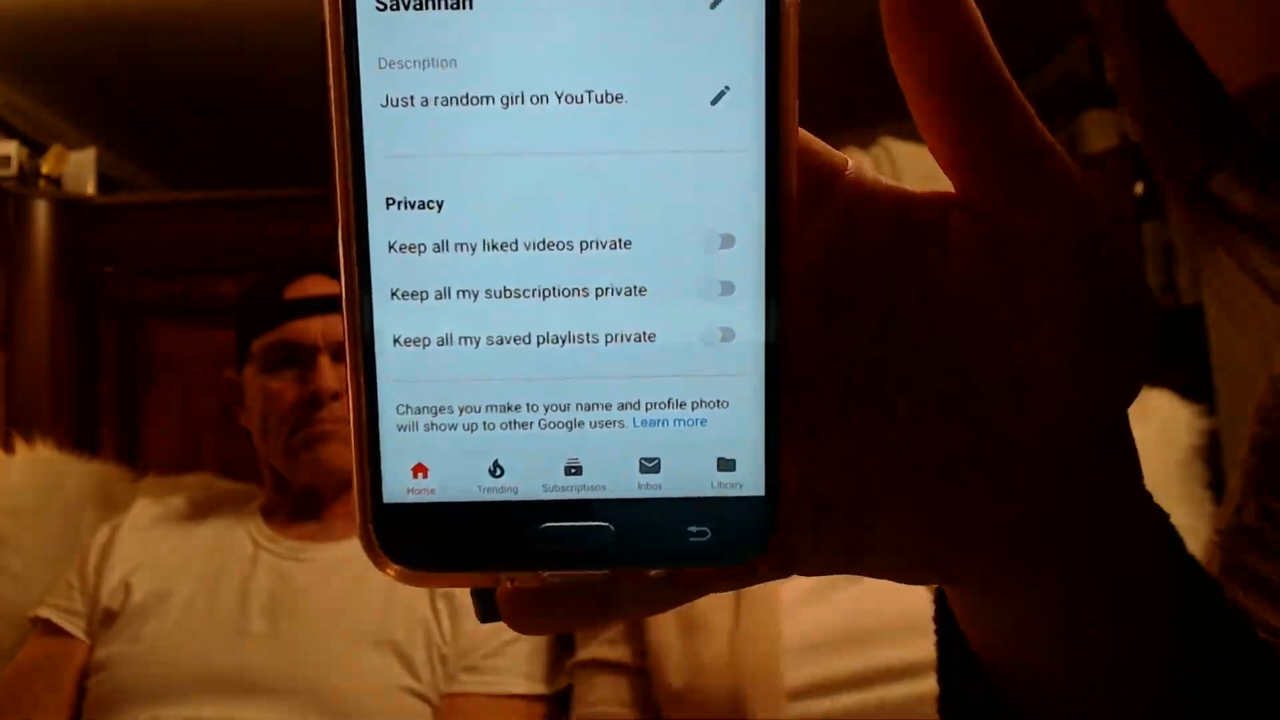 Savannah
Description
Just a random girl on YouTube.
Privacy
Keep all my liked videos private
Keep all my subscriptions private
Keep all my saved playlists private
Changes you make to your name and profile photo
will show up to other Google users. Learn more
Home Trending Subscriptions Inbox Library